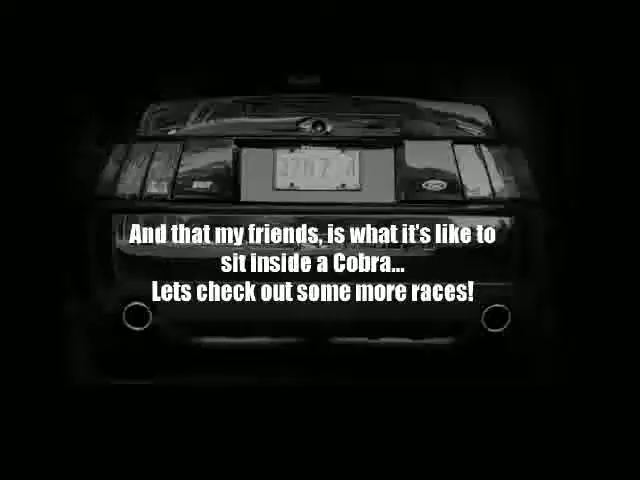 And that my friends, is what it's like to
sit inside a Cobra...
Lets check out some more races!